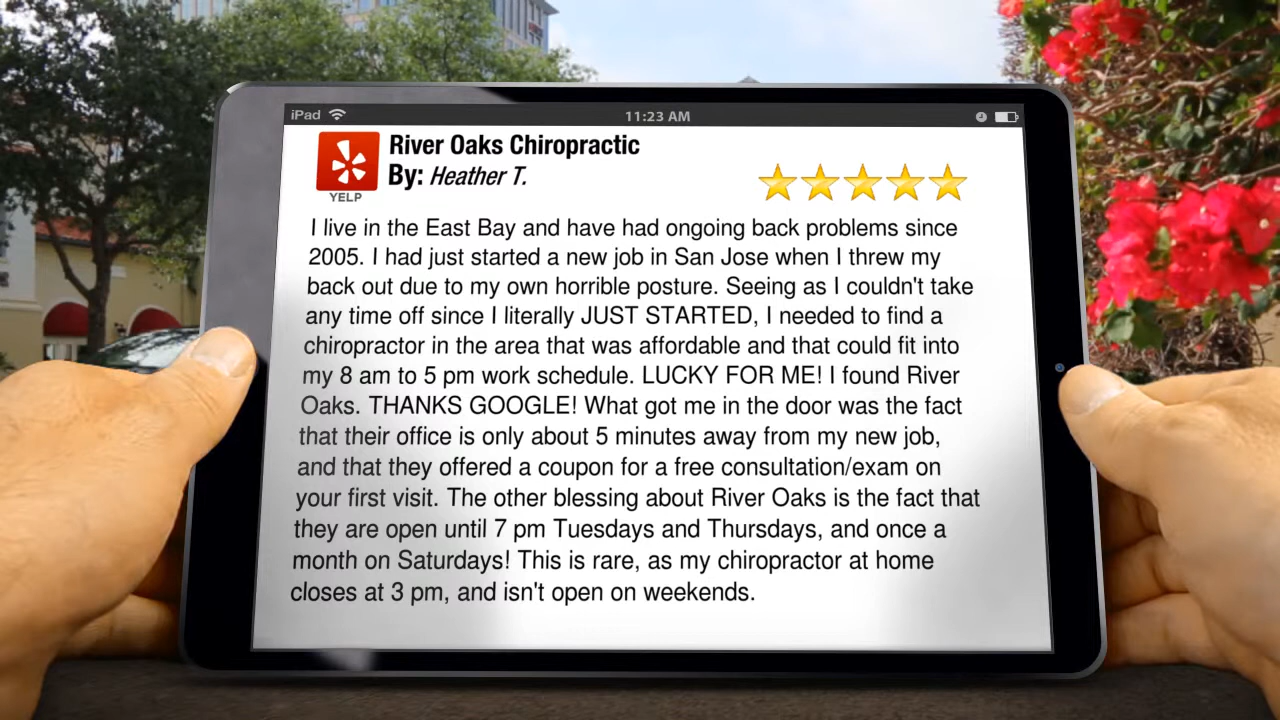 iPad 11:23 AM
River Oaks Chiropractic
By: Heather T.
YELP
I live in the East Bay and have had ongoing back problems since
2005. I had just started a new job in San Jose when I threw my
back out due to my own horrible posture. Seeing as I couldn't take
any time off since I literally JUST STARTED, I needed to find a
chiropractor in the area that was affordable and that could fit into
my 8 am to 5 pm work schedule. LUCKY FOR ME! I found River
Oaks. THANKS GOOGLE! What got me in the door was the fact
that their office is only about 5 minutes away from my new job,
and that they offered a coupon for a free consultation/exam on
your first visit. The other blessing about River Oaks is the fact that
they are open until 7 pm Tuesdays and Thursdays, and once a
month on Saturdays! This is rare, as my chiropractor at home
closes at 3 pm, and isn't open on weekends.